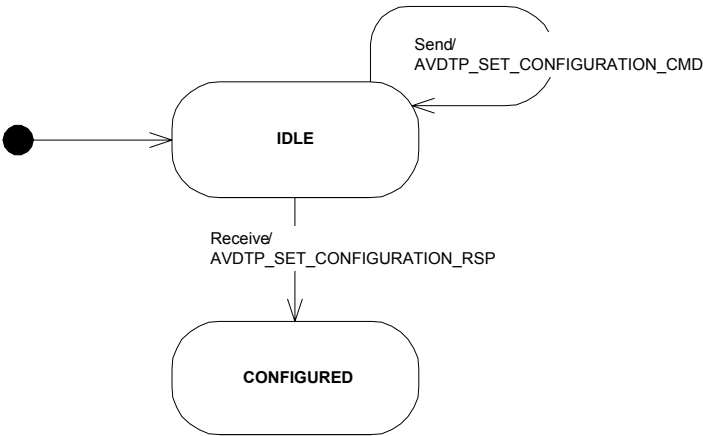 Send/
AVDTP_SET_CONFIGURATION_CMD
IDLE
Receive/
AVDTP_SET_CONFIGURATION_RSP
CONFIGURED